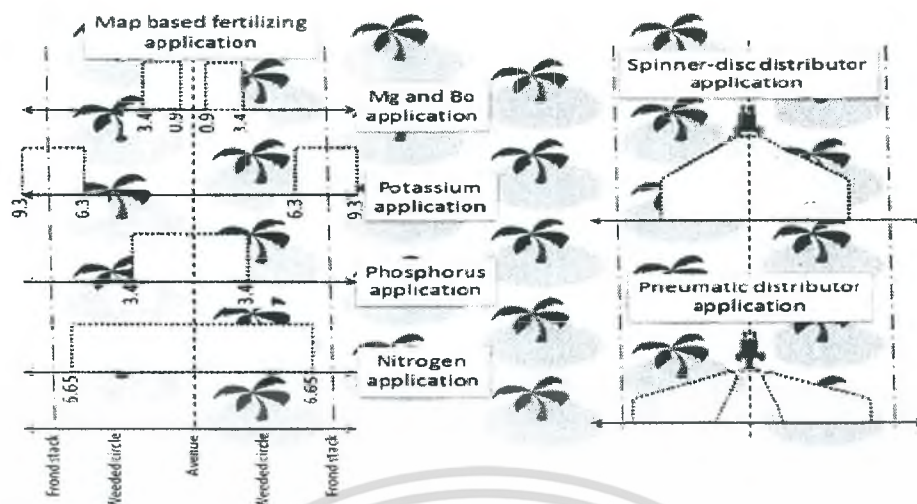 Map based fertilizing
application
3.4
0.9
0.9
3.4
Mg and Bo
application
9.3
6.3
6.3
9.3
Potassium
application
3.4
3.4
Phosphorus
application
6.65
6.65
Nitrogen
application
Frond stack
Weeded circle
Avenue
Weeded circle
Frond stack
Spinner-disc distributor
application
Pneumatic distributor
application